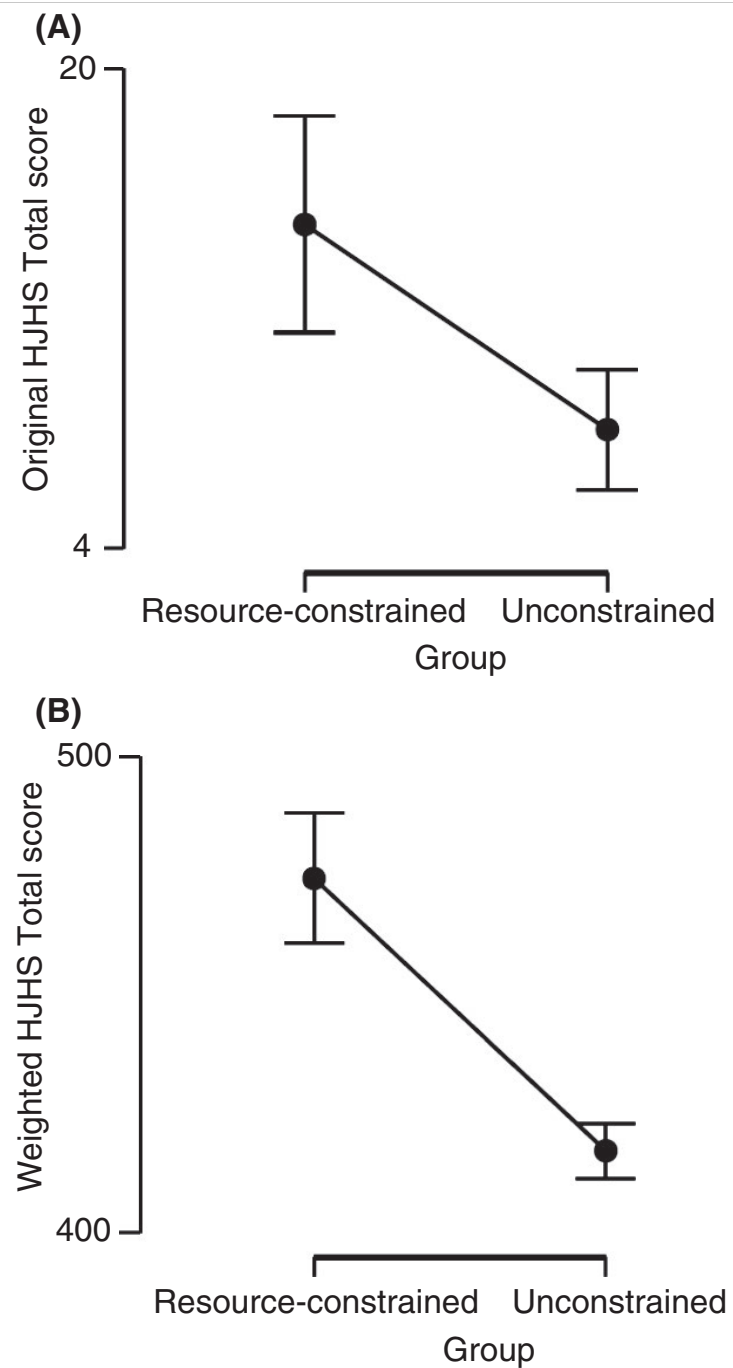 (A)
20
Original HJHS Total score
4
Resource-constrained Unconstrained
Group
(B)
500
Weighted HJHS Total score
400
Resource-constrained Unconstrained
Group